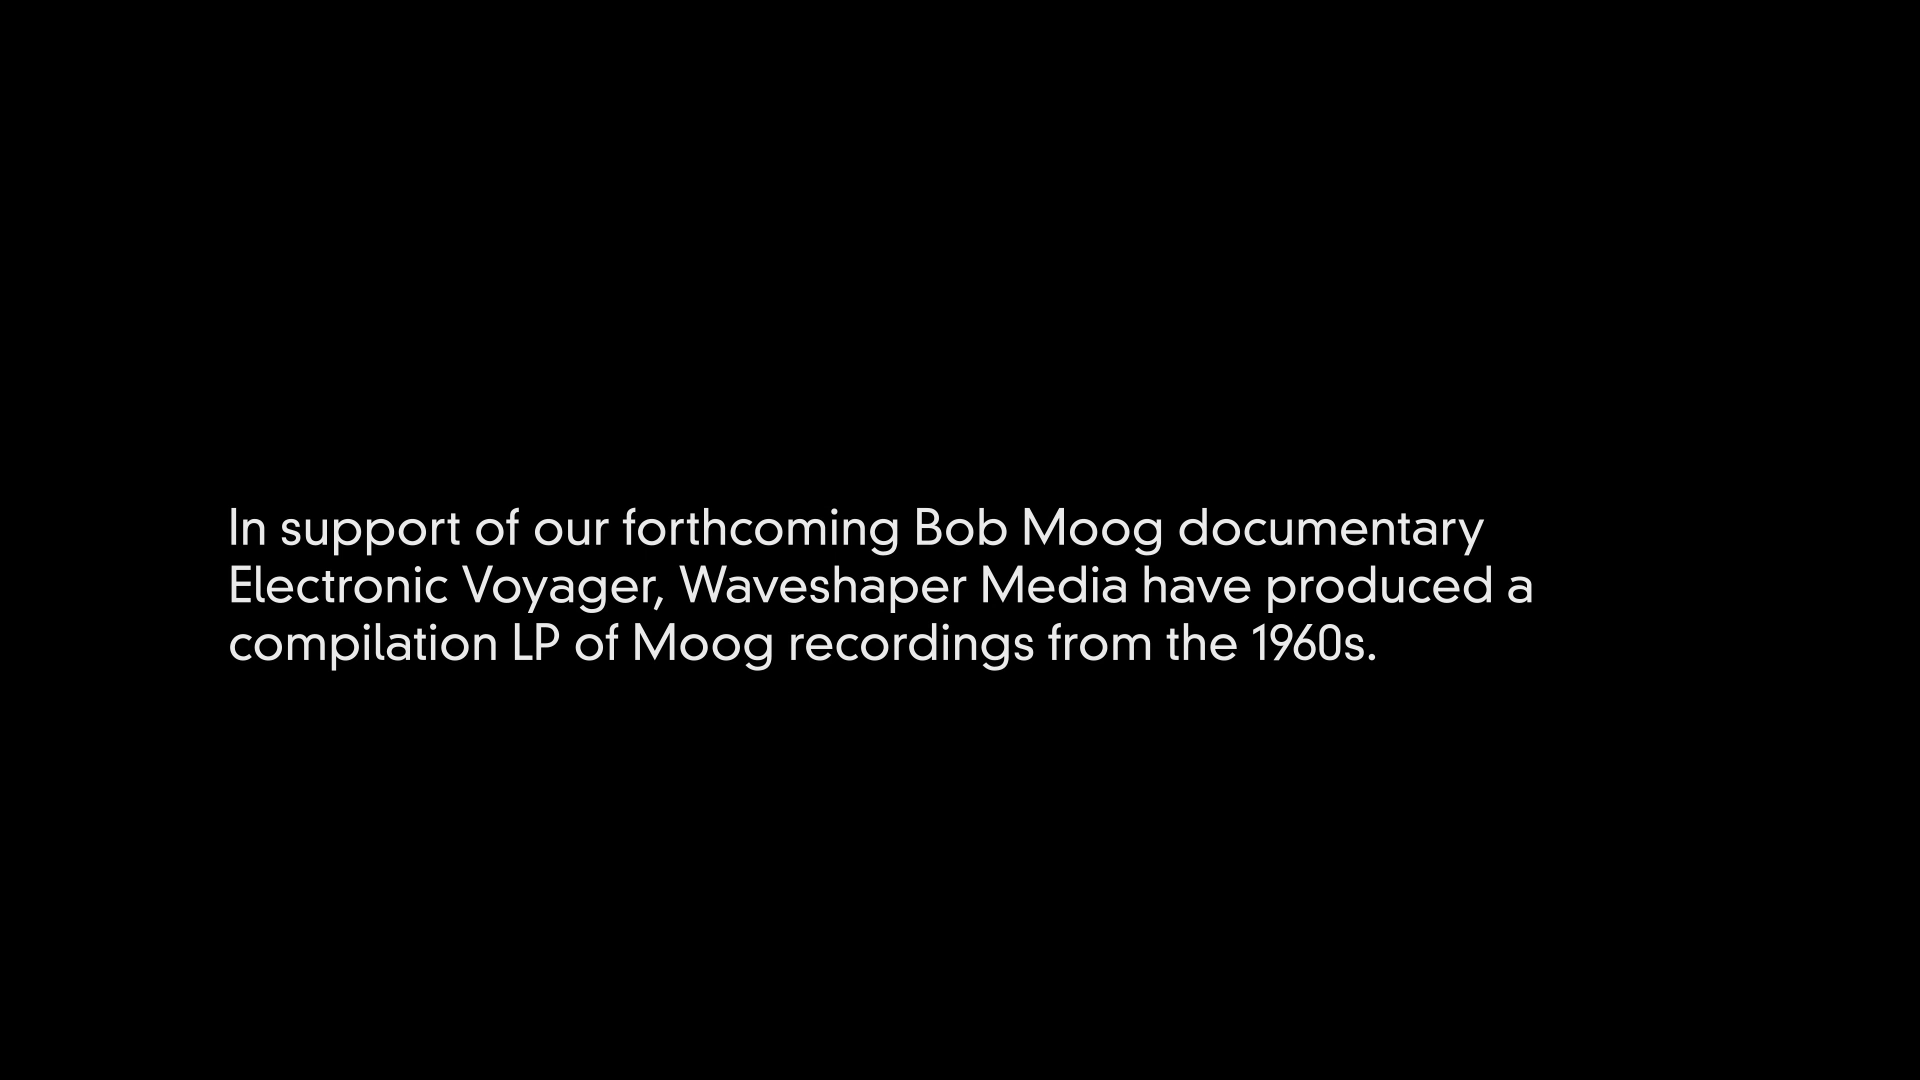 In support of our forthcoming Bob Moog documentary
Electronic Voyager, Waveshaper Media have produced a
compilation LP of Moog recordings from the 1960s.